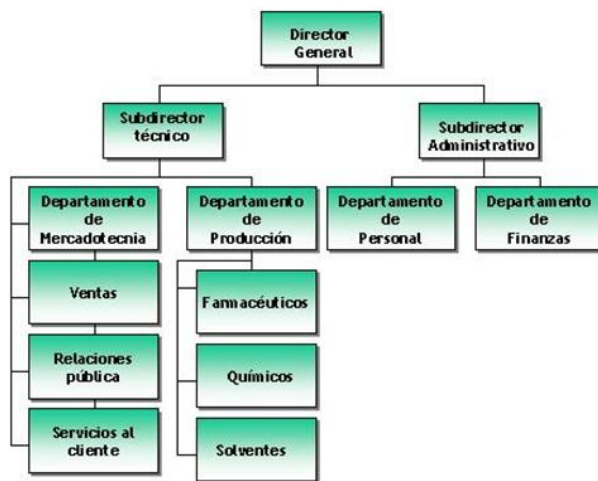 Director
General
Subdirector
técnico
Subdirector
Administrativo
Departamento
de
Mercadotecnia
Departamento
de
Producción
Departamento
de
Personal
Departamento
de
Finanzas
Ventas
Relaciones
pública
Servicios al
cliente
Farmacéuticos
Químicos
Solventes